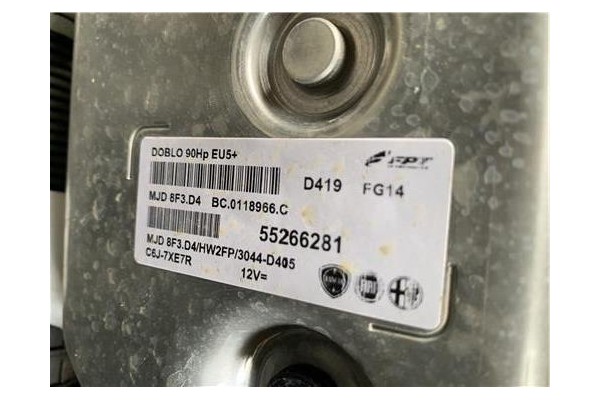 DOBLO 90Hp EU5+
FPT
D419 FG14
MJD 8F3.D4 BC.0118966.C
55266281
MJD 8F3.D4/HW2FP/3044-D405
C6J-7XE7R
12V=
FIAT